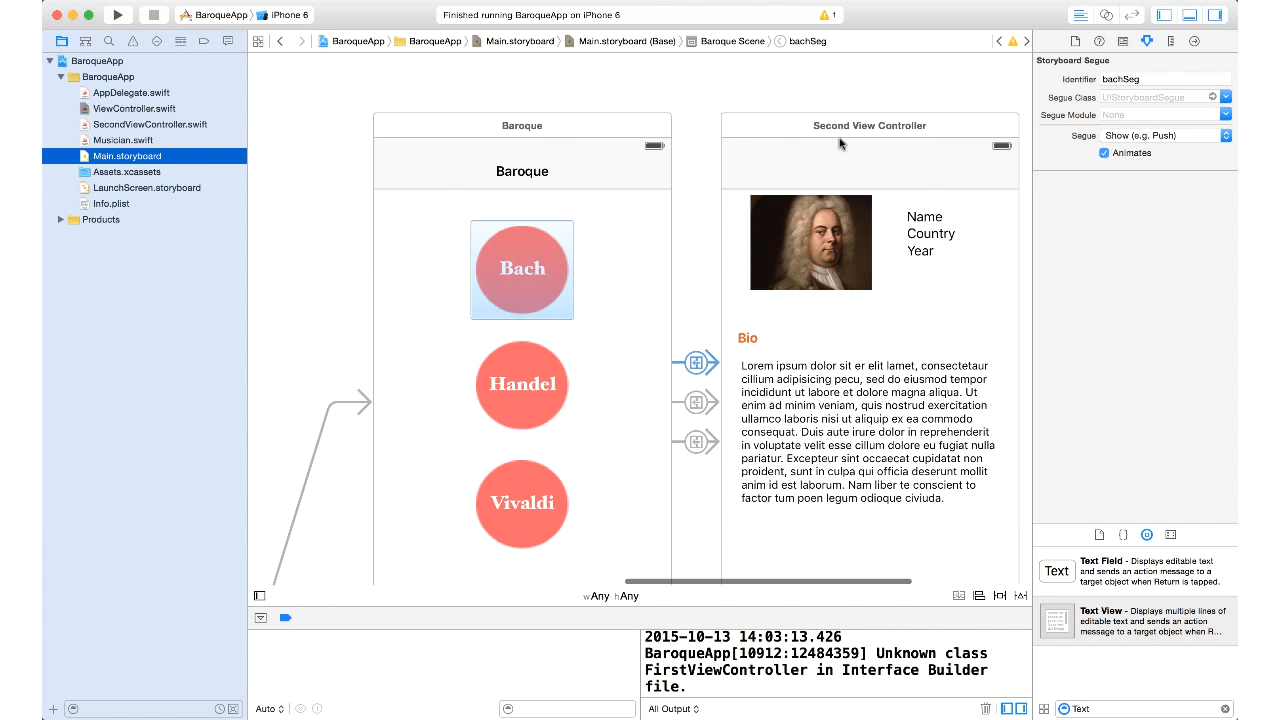 BaroqueApp
iPhone 6
Finished running BaroqueApp on iPhone 6
1
BaroqueApp
BaroqueApp
Main.storyboard
Main.storyboard (Base)
Baroque Scene
bachSeg
BaroqueApp
BaroqueApp
AppDelegate.swift
ViewController.swift
SecondViewController.swift
Musician.swift
Main.storyboard
Assets.xcassets
LaunchScreen.storyboard
Info.plist
Products
Baroque
Baroque
Bach
Handel
Vivaldi
Second View Controller
Name
Country
Year
Bio
Lorem ipsum dolor sit er elit lamet, consectetaur
cillium adipisicing pecu, sed do eiusmod tempor
incididunt ut labore et dolore magna aliqua. Ut
enim ad minim veniam, quis nostrud exercitation
ullamco laboris nisi ut aliquip ex ea commodo
consequat. Duis aute irure dolor in reprehenderit
in voluptate velit esse cillum dolore eu fugiat nulla
pariatur. Excepteur sint occaecat cupidatat non
proident, sunt in culpa qui officia deserunt mollit
anim id est laborum. Nam liber te conscient to
factor tum poen legum odioque civiuda.
wAny hAny
Storyboard Segue
Identifier bachSeg
Segue Class UIStoryboardSegue
Segue Module None
Segue Show (e.g. Push)
Animates
Text
Text Field - Displays editable text
and sends an action message to a
target object when Return is tapped.
Text View - Displays multiple lines of
editable text and sends an action
message to a target object when R...
2015-10-13 14:03:13.426
BaroqueApp[10912:12484359] Unknown class
FirstViewController in Interface Builder
file.
Auto
All Output
Text